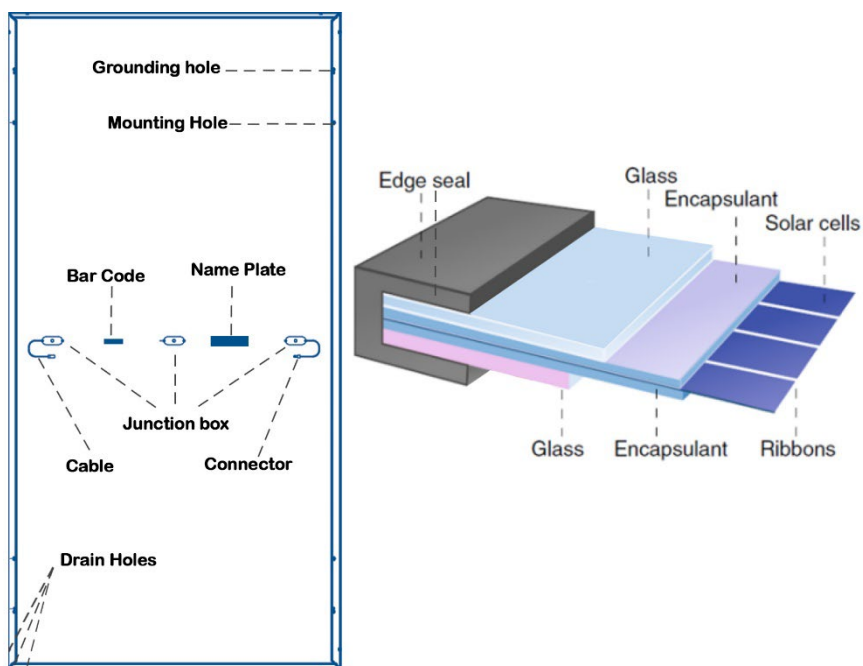 Grounding hole
Mounting Hole
Bar Code
Name Plate
Junction box
Cable
Connector
Drain Holes
Edge seal
Glass
Encapsulant
Solar cells
Glass
Encapsulant
Ribbons